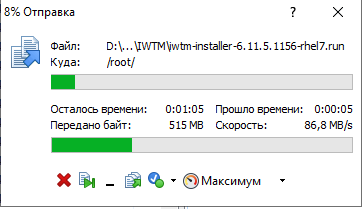 8% Отправка
?
Файл: D:\...\IWTM\iwtm-installer-6.11.5.1156-rhel7.run
Куда: /root/
Осталось времени: 0:01:05 Прошло времени: 0:00:05
Передано байт: 515 MB Скорость: 86,8 MB/s
Максимум